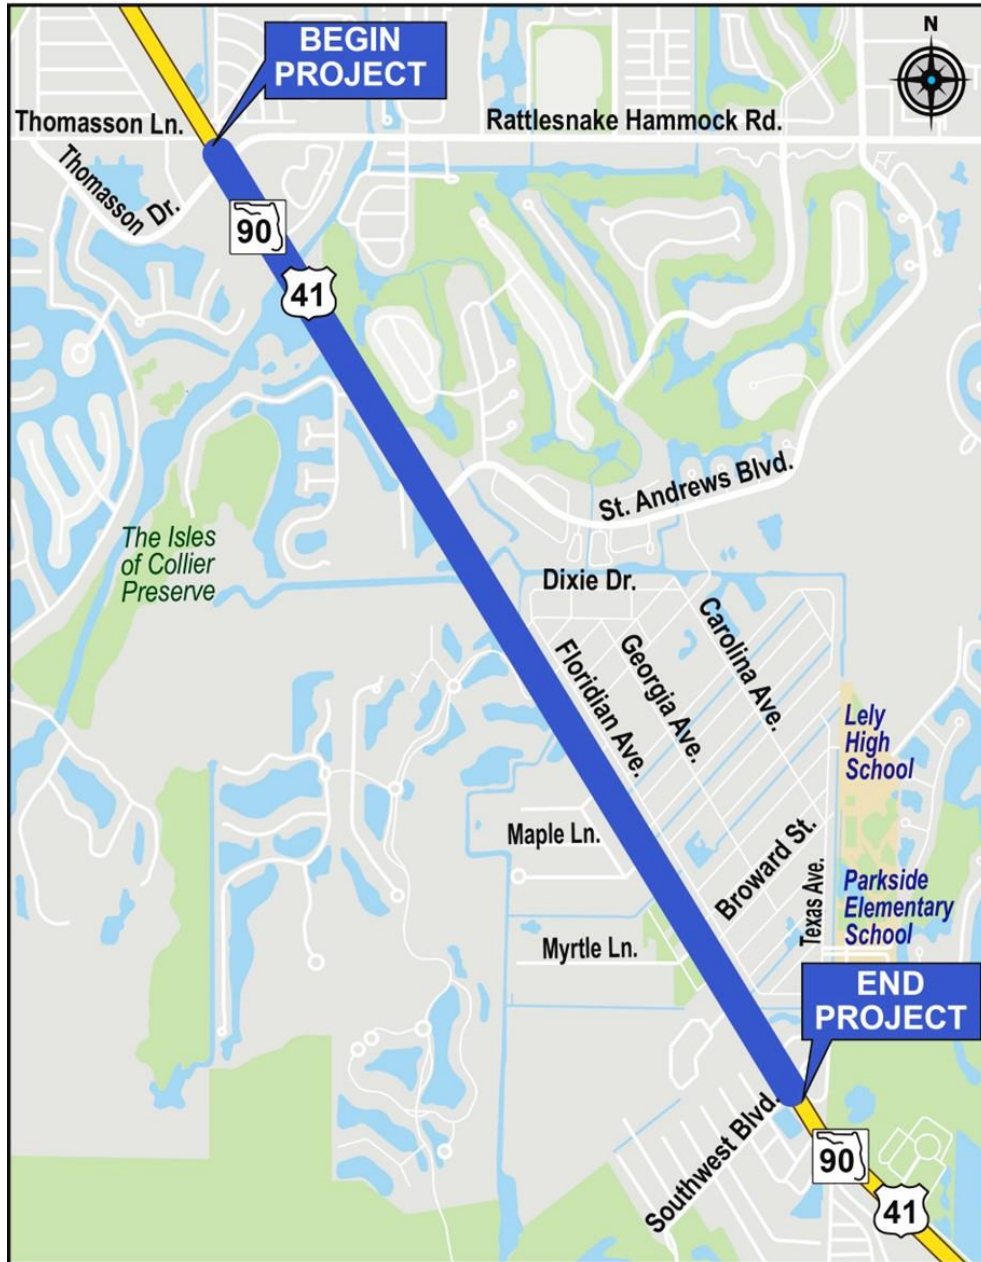 BEGIN
PROJECT
N
Thomasson Ln.
Rattlesnake Hammock Rd.
Thomasson Dr.
90
41
St. Andrews Blvd.
The Isles
of Collier
Preserve
Dixie Dr.
Floridian Ave.
Georgia Ave.
Carolina Ave.
Lely
High
School
Maple Ln.
Broward St.
Texas Ave.
Parkside
Elementary
School
Myrtle Ln.
END
PROJECT
Southwest Blvd.
90
41